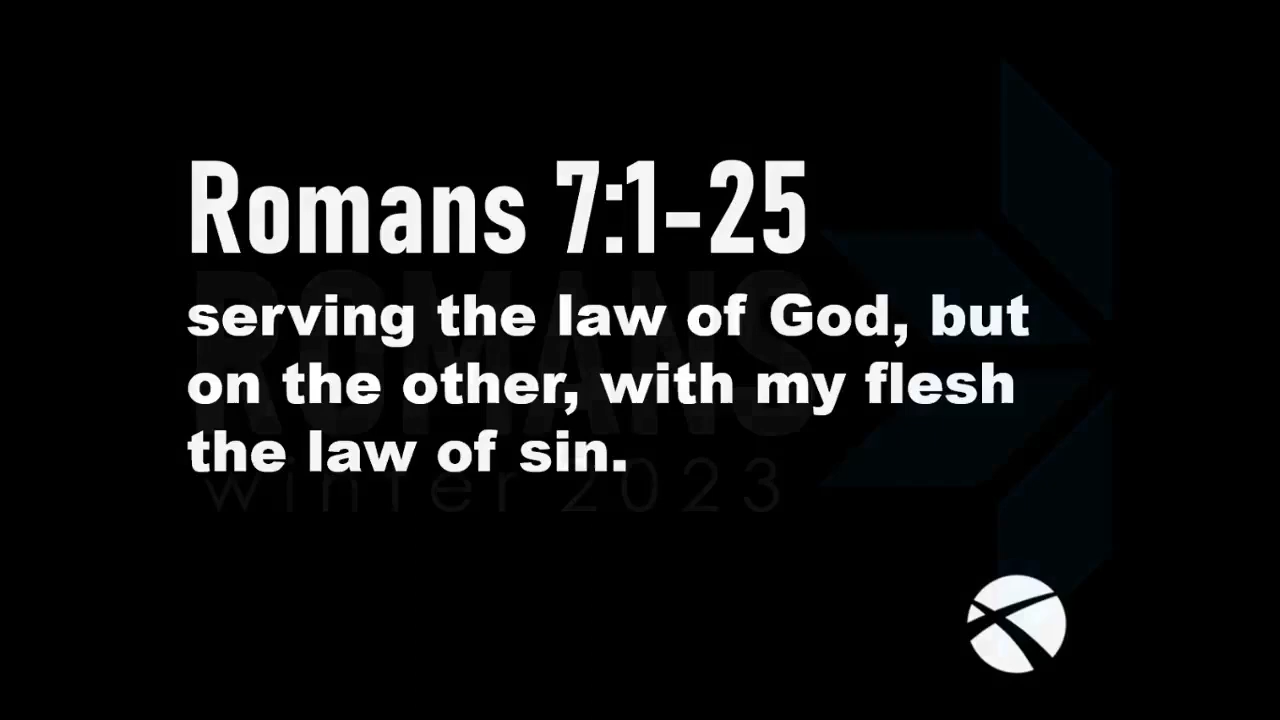 Romans 7:1-25
serving the law of God, but
on the other, with my flesh
the law of sin.
ROMANS
winter 2023